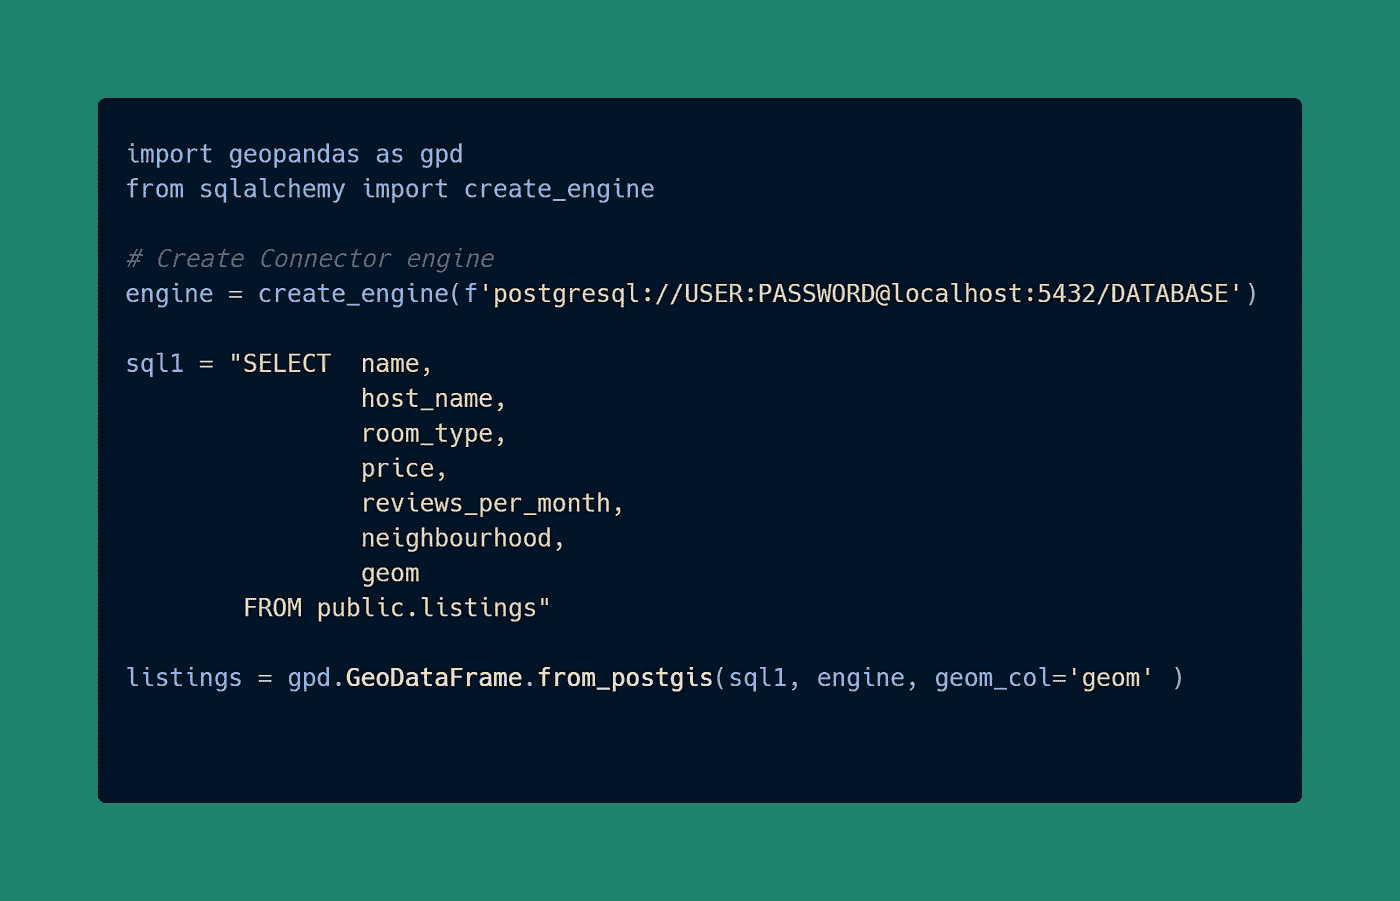 import geopandas as gpd
from sqlalchemy import create_engine
# Create Connector engine
engine = create_engine(f'postgresql://USER:PASSWORD@localhost:5432/DATABASE')
sql1 = "SELECT  name,
                host_name,
                room_type,
                price,
                reviews_per_month,
                neighbourhood,
                geom
        FROM public.listings"
listings = gpd.GeoDataFrame.from_postgis(sql1, engine, geom_col='geom' )